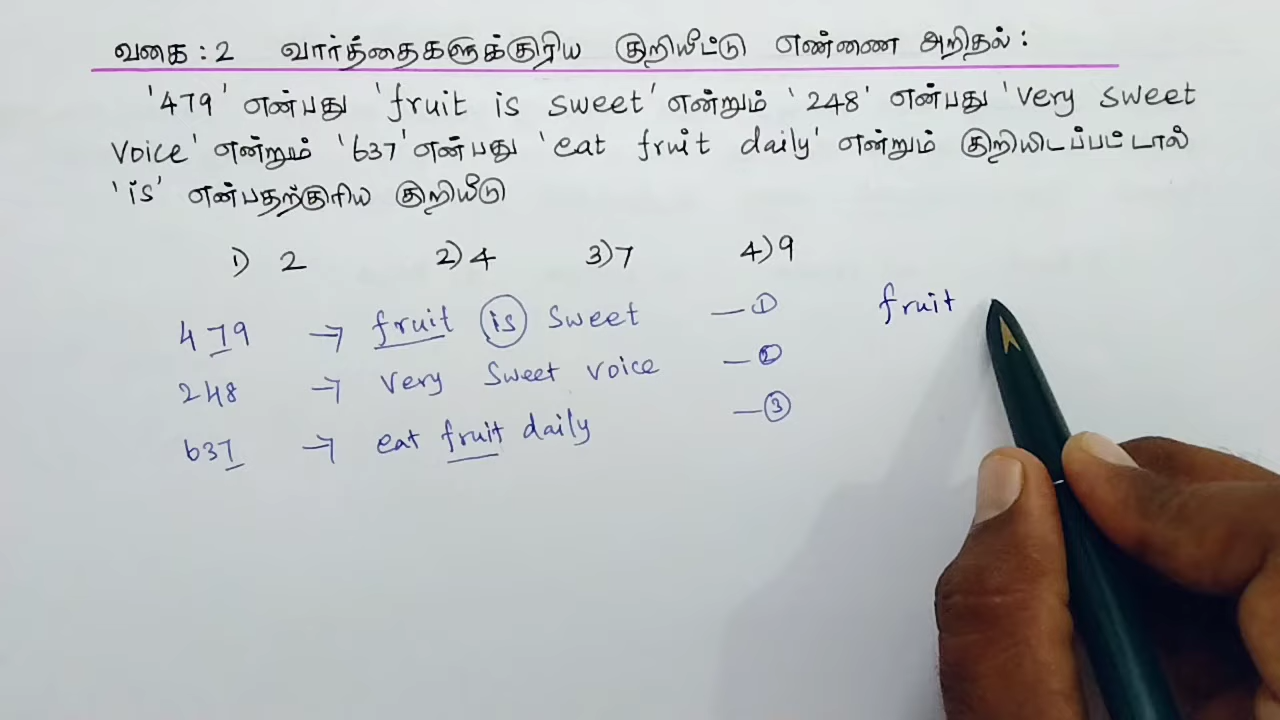 வகை : 2 வார்த்தைகளுக்குரிய குறியீட்டு எண்ணை அறிதல் :
'479' என்பது 'fruit is sweet' என்றும் '248' என்பது 'very sweet
voice' என்றும் '637' என்பது 'eat fruit daily' என்றும் குறியிடப்பட்டால்
'is' என்பதற்குரிய குறியீடு
1) 2 2) 4 3) 7 4) 9
479 → fruit is sweet — ① fruit
248 → very sweet voice — ②
637 → eat fruit daily — ③